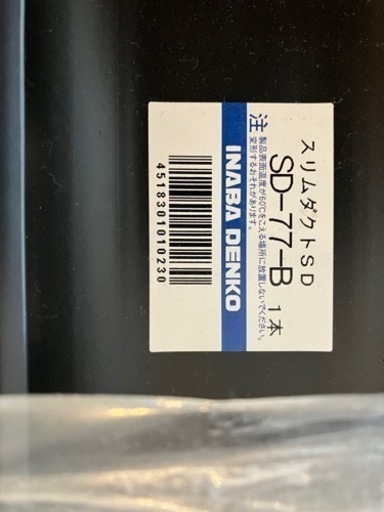 スリムダクトSD
SD-77-B 1本
注 製品表面温度が60℃をこえる場所に放置しないでください。
変形するおそれがあります。
INABA DENKO
4518301010230